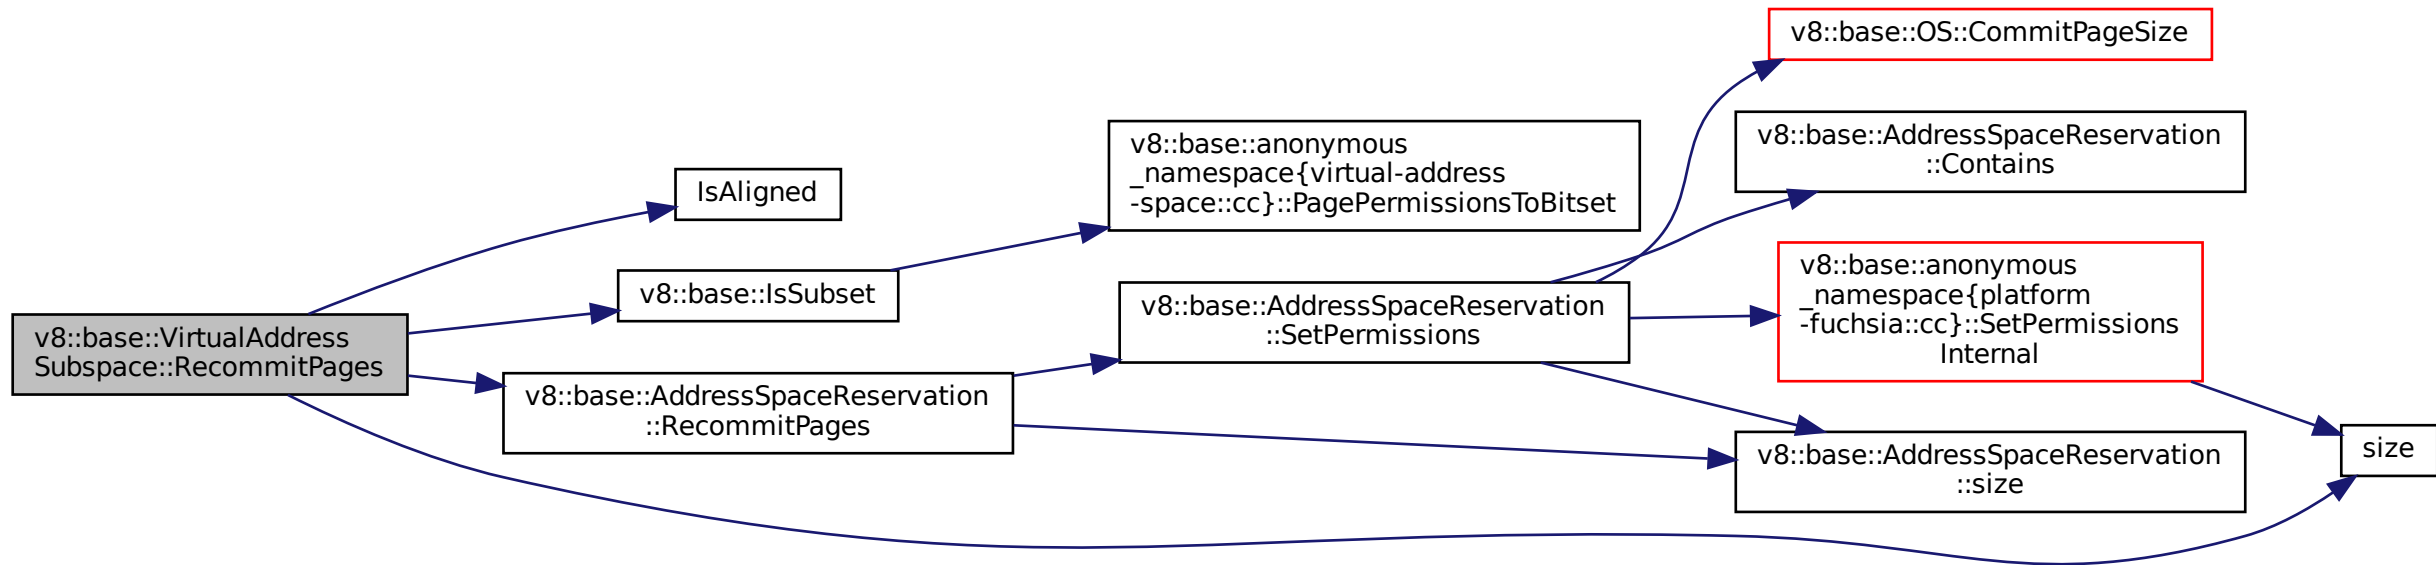 v8::base::VirtualAddress
Subspace::RecommitPages
IsAligned
v8::base::IsSubset
v8::base::AddressSpaceReservation
::RecommitPages
v8::base::anonymous
_namespace{virtual-address
-space::cc}::PagePermissionsToBitset
v8::base::AddressSpaceReservation
::SetPermissions
v8::base::OS::CommitPageSize
v8::base::AddressSpaceReservation
::Contains
v8::base::anonymous
_namespace{platform
-fuchsia::cc}::SetPermissions
Internal
v8::base::AddressSpaceReservation
::size
size